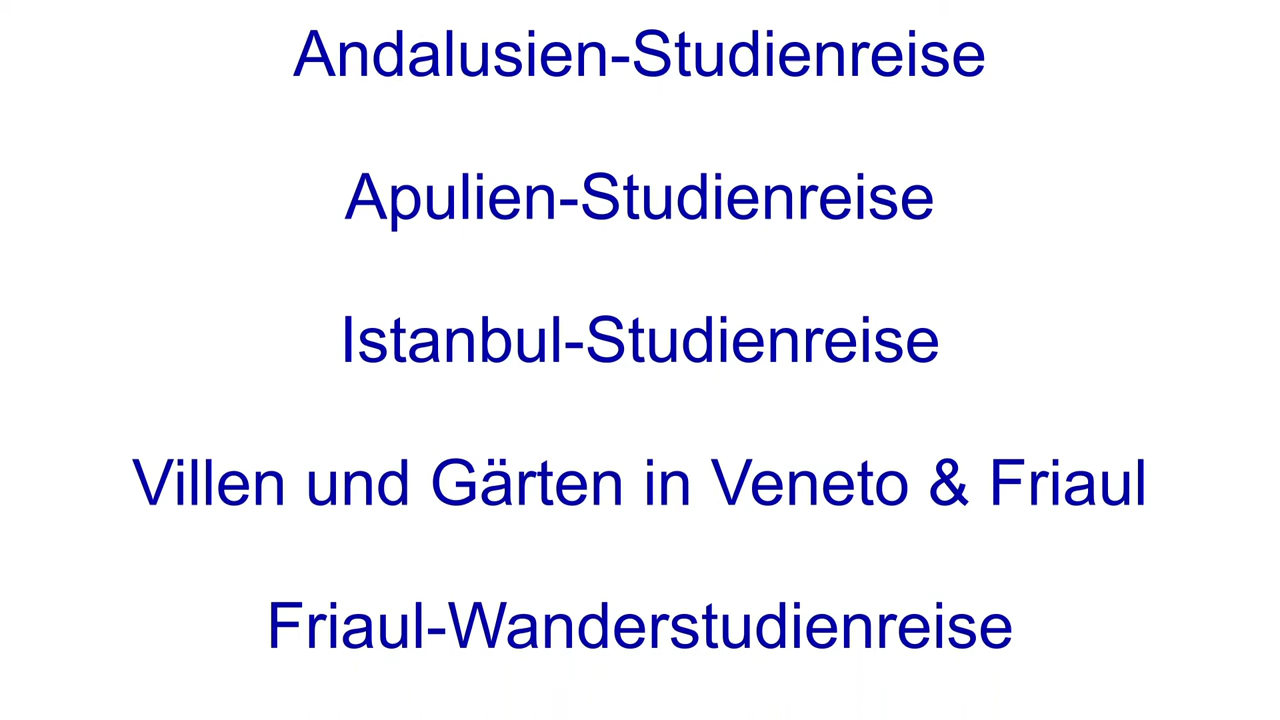 Andalusien-Studienreise
Apulien-Studienreise
Istanbul-Studienreise
Villen und Gärten in Veneto & Friaul
Friaul-Wanderstudienreise